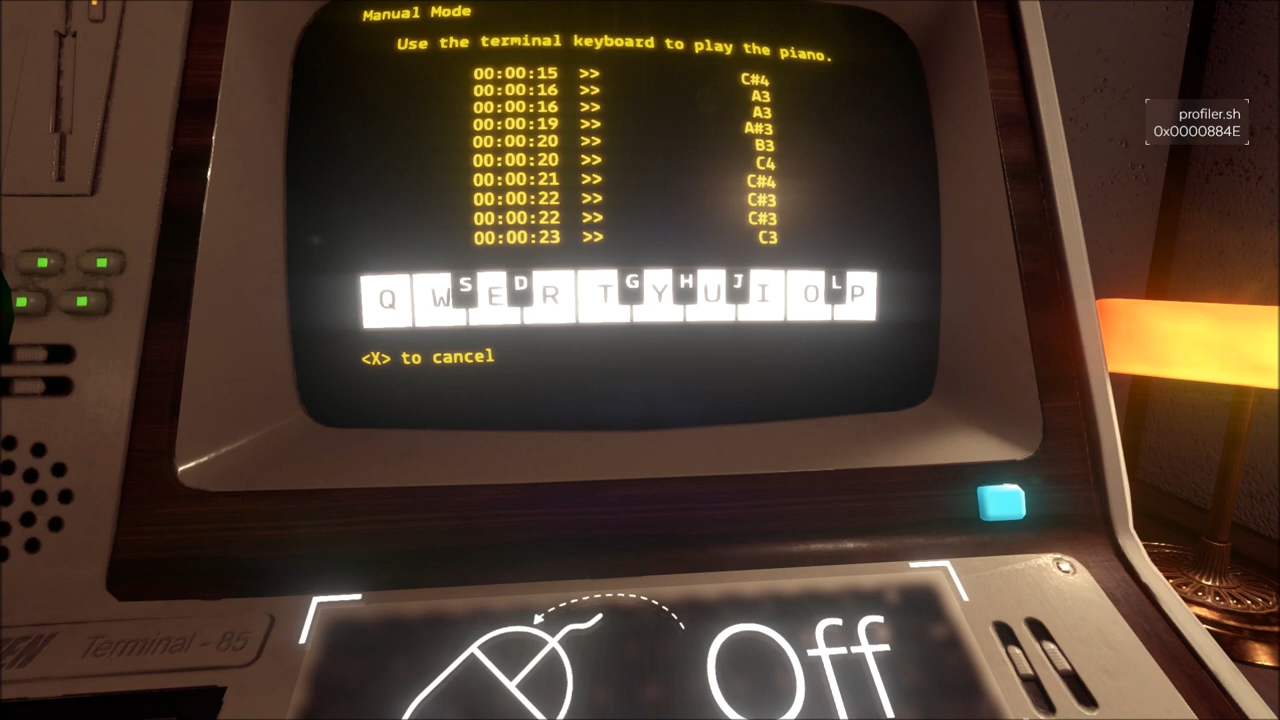 Manual Mode
Use the terminal keyboard to play the piano.
00:00:15 >> C#4
00:00:16 >> A3
00:00:16 >> A3
00:00:19 >> A#3
00:00:20 >> B3
00:00:20 >> C4
00:00:21 >> C#4
00:00:22 >> C#3
00:00:22 >> C#3
00:00:23 >> C3
S D G H J L
Q W E R T Y U I O P
<X> to cancel
profiler.sh
0x0000884E
Terminal - 85
Off